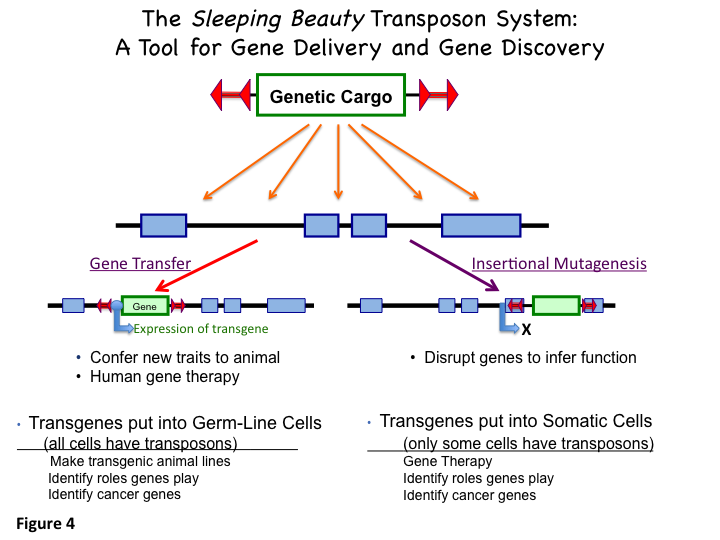 The Sleeping Beauty Transposon System:
A Tool for Gene Delivery and Gene Discovery
Genetic Cargo
Gene Transfer
Insertional Mutagenesis
Gene
Expression of transgene
X
• Confer new traits to animal
• Human gene therapy
• Disrupt genes to infer function
• Transgenes put into Germ-Line Cells
(all cells have transposons)
Make transgenic animal lines
Identify roles genes play
Identify cancer genes
• Transgenes put into Somatic Cells
(only some cells have transposons)
Gene Therapy
Identify roles genes play
Identify cancer genes
Figure 4